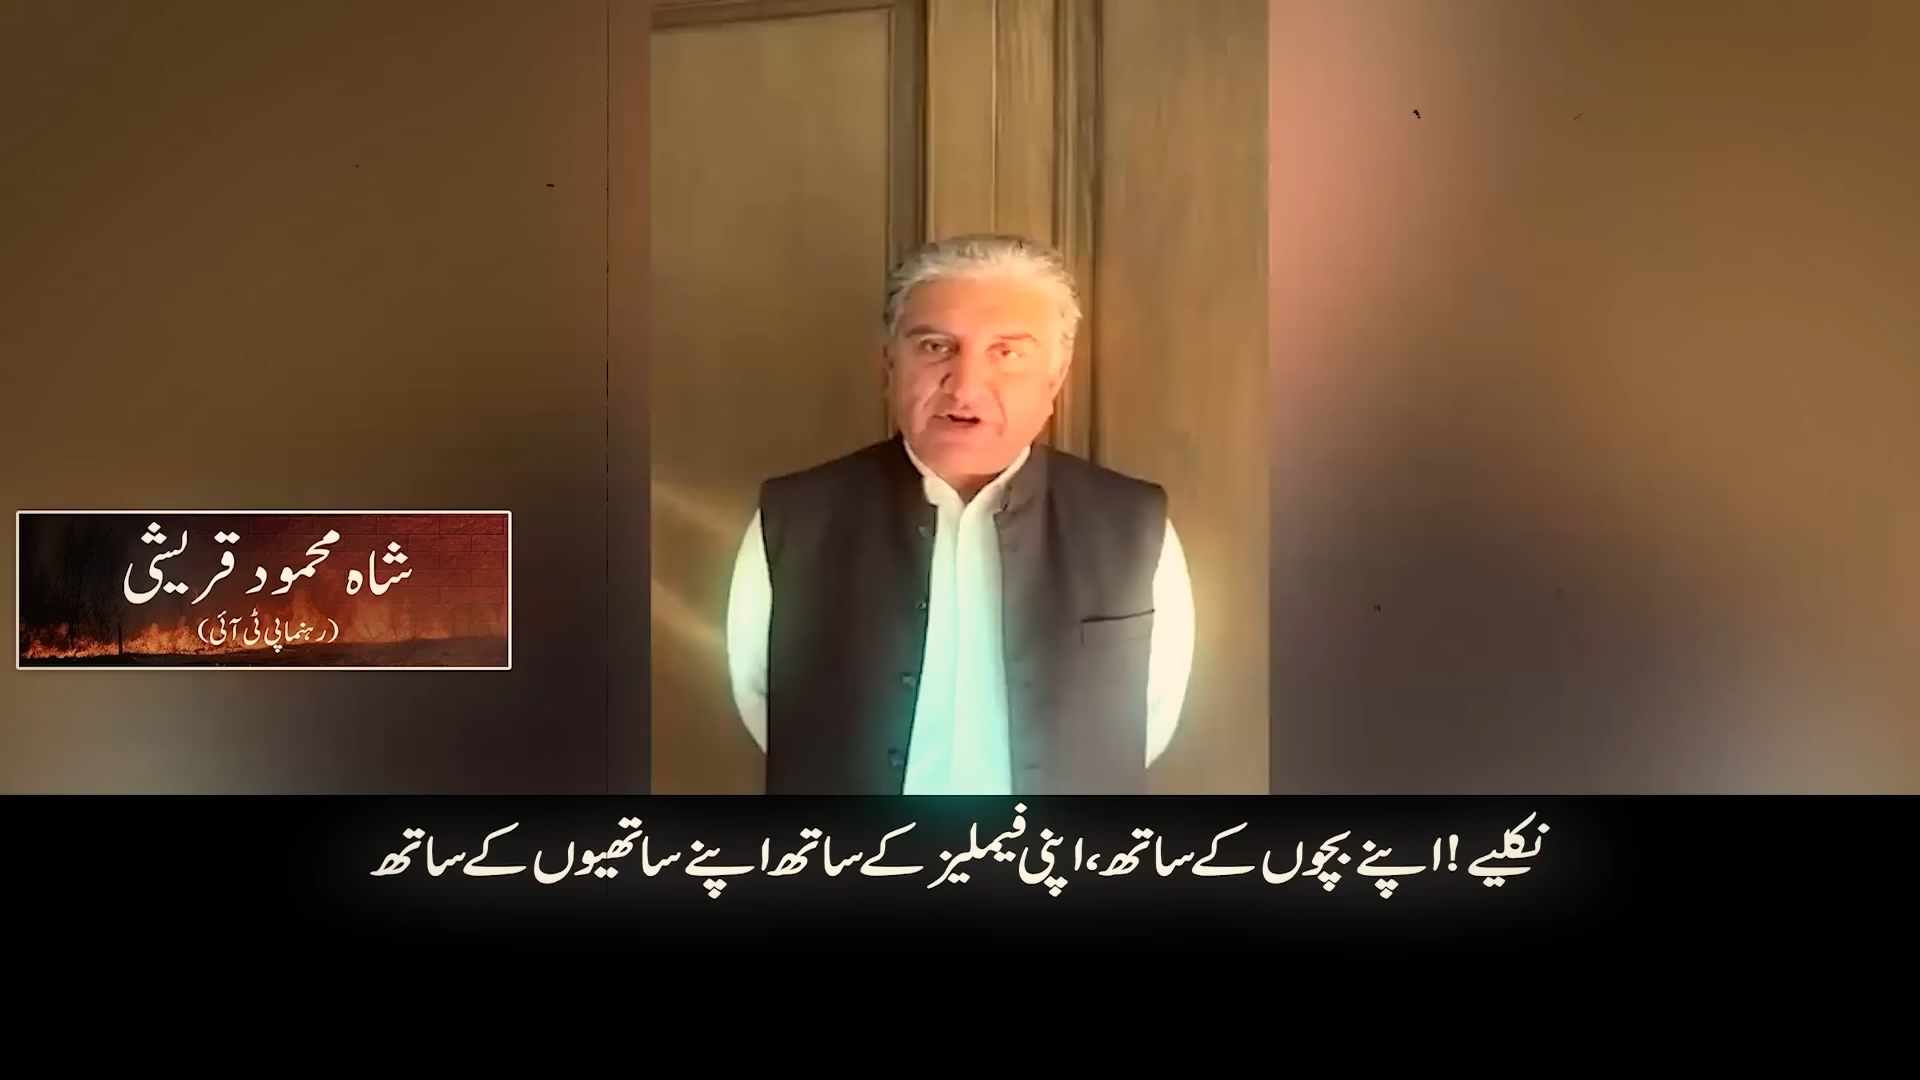 شاہ محمود قریشی
(رہنما پی ٹی آئی)
نکلیے! اپنے بچوں کے ساتھ، اپنی فیملیز کے ساتھ اپنے ساتھیوں کے ساتھ